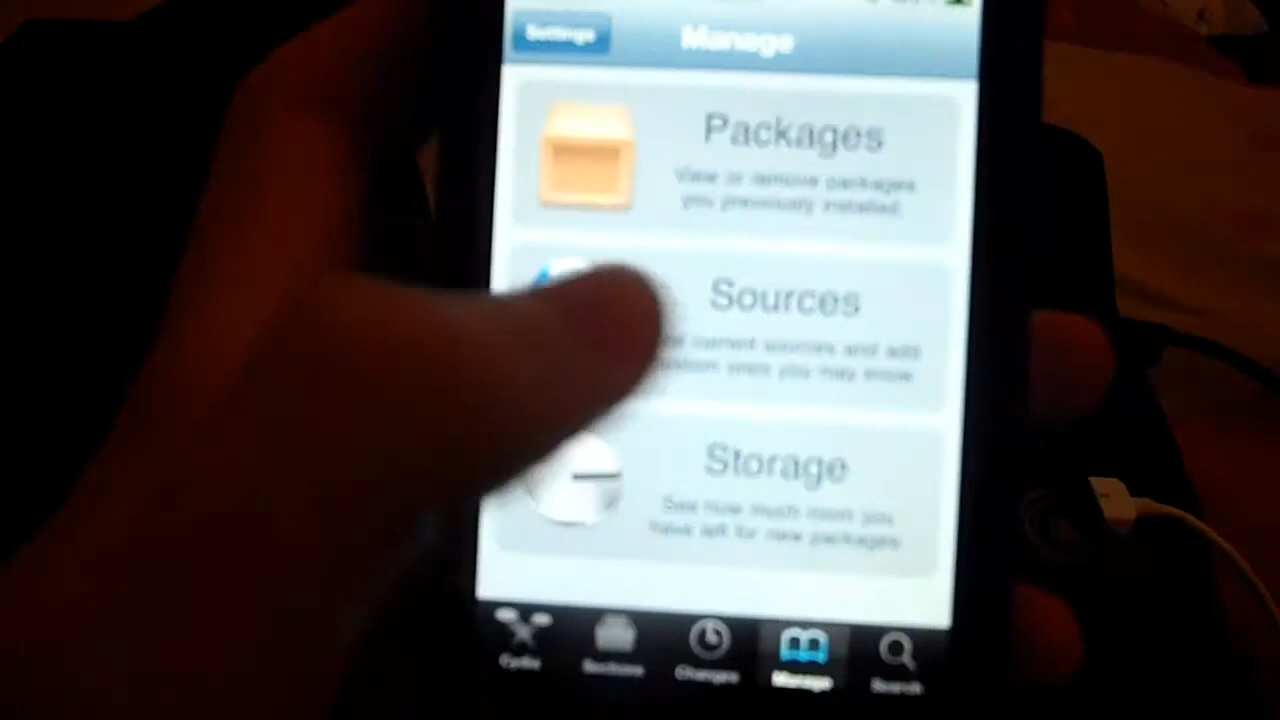 Settings
Manage
Packages
View or remove packages
you previously installed.
Sources
current sources and add
ones you may know.
Storage
See how much room you
have left for new packages
Cydia
Sections
Changes
Manage
Search